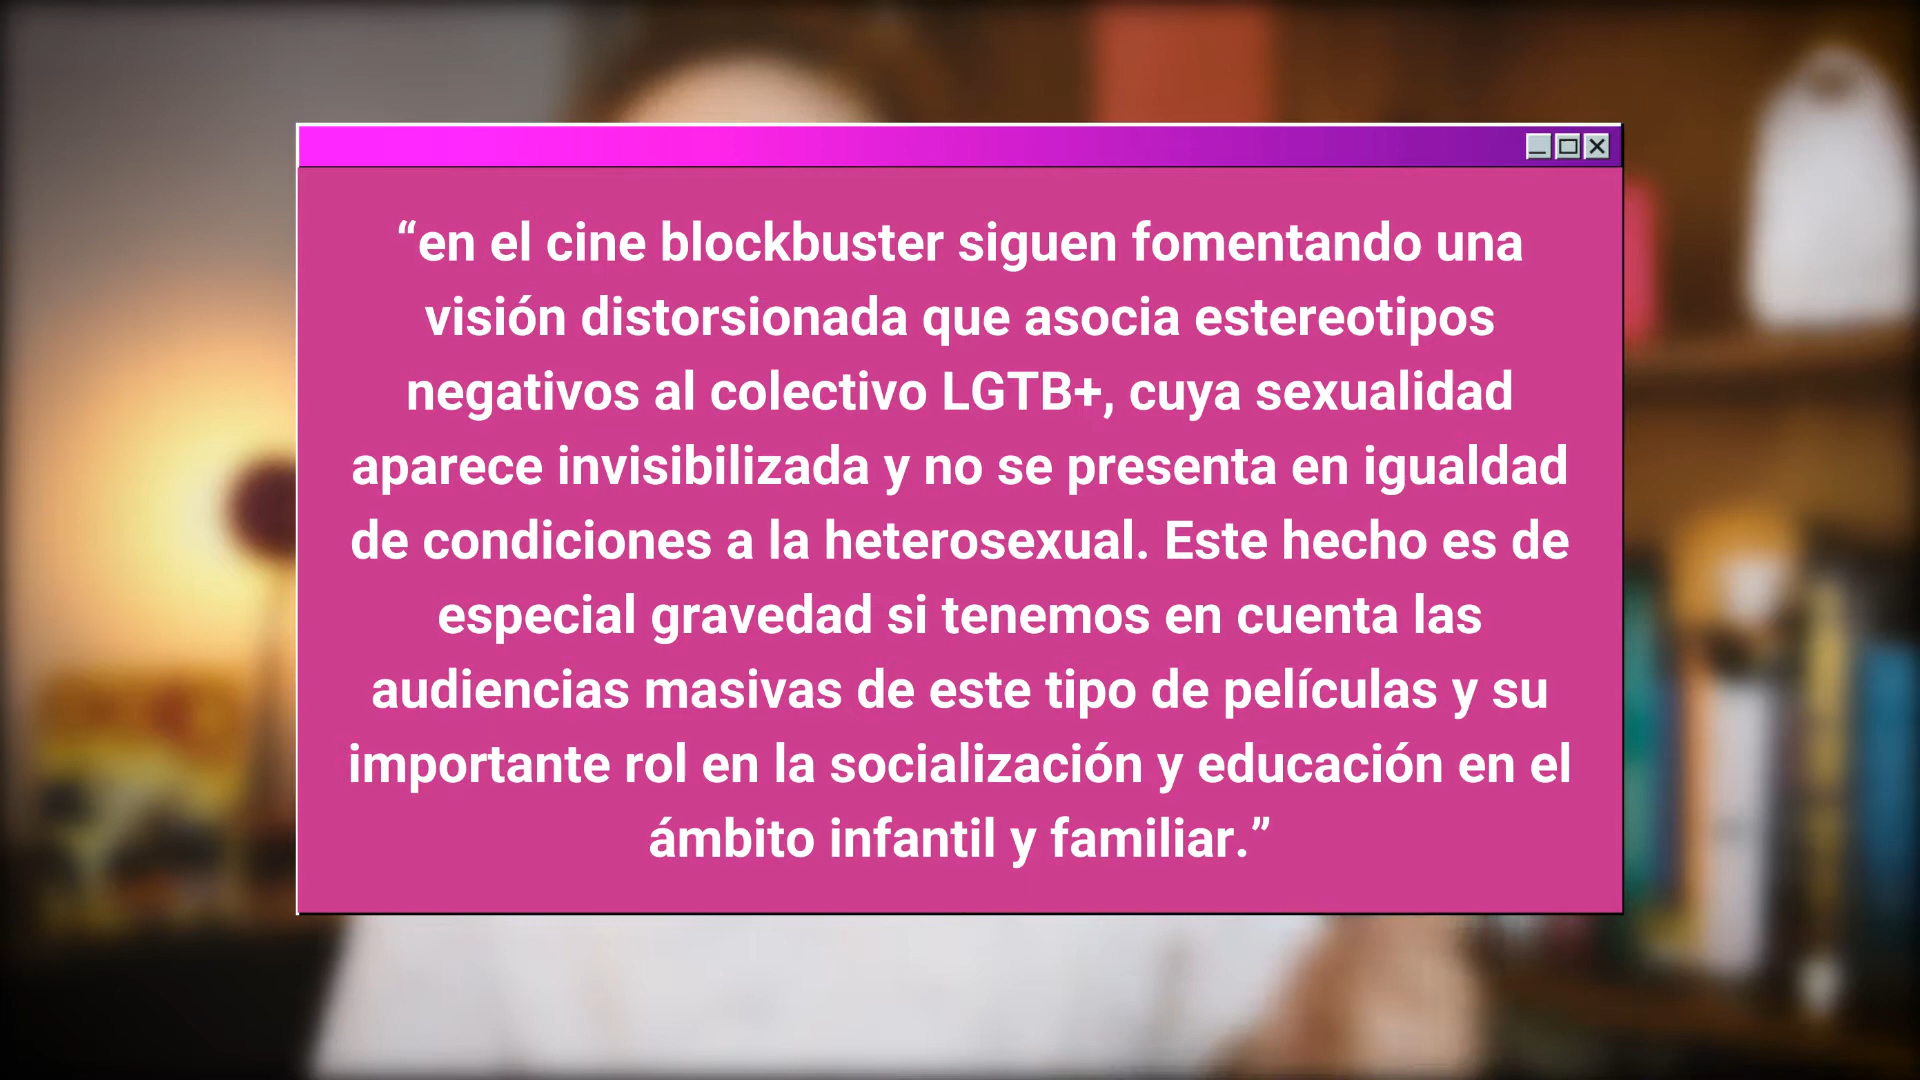 “en el cine blockbuster siguen fomentando una
visión distorsionada que asocia estereotipos
negativos al colectivo LGTB+, cuya sexualidad
aparece invisibilizada y no se presenta en igualdad
de condiciones a la heterosexual. Este hecho es de
especial gravedad si tenemos en cuenta las
audiencias masivas de este tipo de películas y su
importante rol en la socialización y educación en el
ámbito infantil y familiar.”